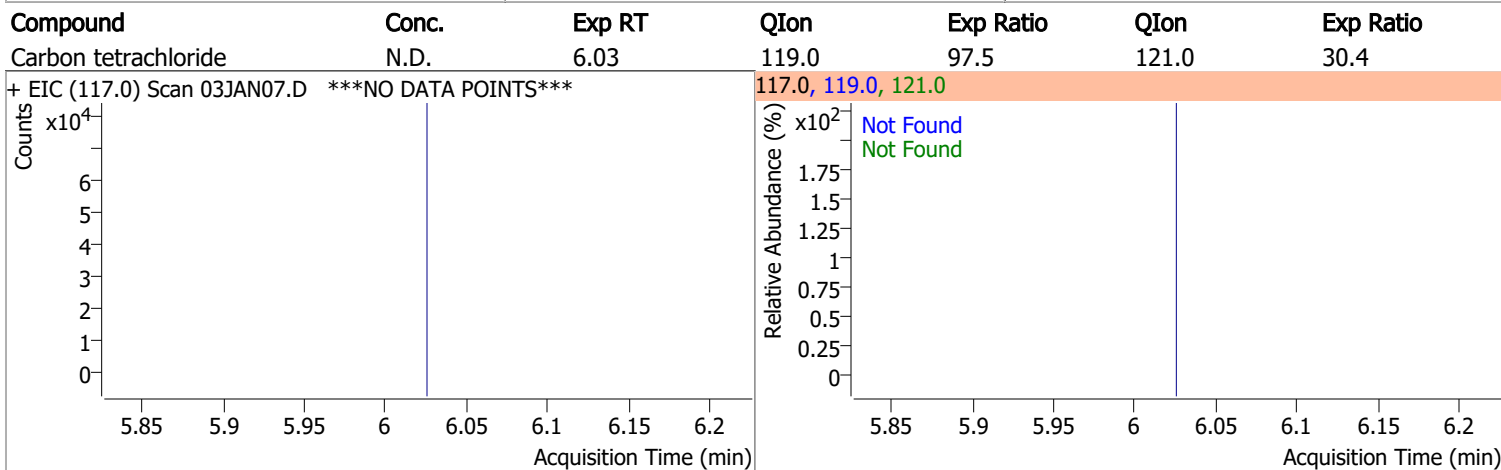 Compound Conc. Exp RT QIon Exp Ratio QIon Exp Ratio
Carbon tetrachloride N.D. 6.03 119.0 97.5 121.0 30.4
+ EIC (117.0) Scan 03JAN07.D ***NO DATA POINTS***
Counts
x10⁴
6
5
4
3
2
1
0
5.85 5.9 5.95 6 6.05 6.1 6.15 6.2
Acquisition Time (min)
117.0, 119.0, 121.0
Relative Abundance (%)
x10²
Not Found
Not Found
1.75
1.5
1.25
1
0.75
0.5
0.25
0
5.85 5.9 5.95 6 6.05 6.1 6.15 6.2
Acquisition Time (min)